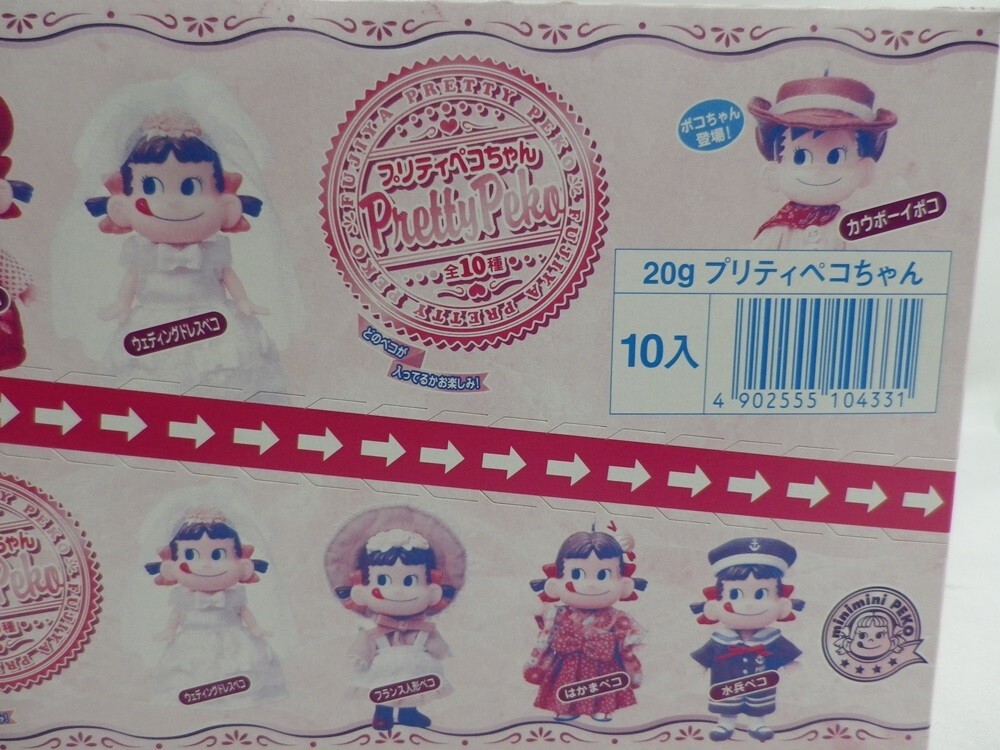 FUJIYA PRETTY PEKO
FUJIYA PRETTY PEKO
プリティペコちゃん
Pretty Peko
全10種
どのペコが
入ってるかお楽しみ!
ウェディングドレスペコ
ポコちゃん
登場!
カウボーイポコ
20g プリティペコちゃん
10入
4 902555 104331
ウェディングドレスペコ
フランス人形ペコ
はかまペコ
水兵ペコ
minimini PEKO